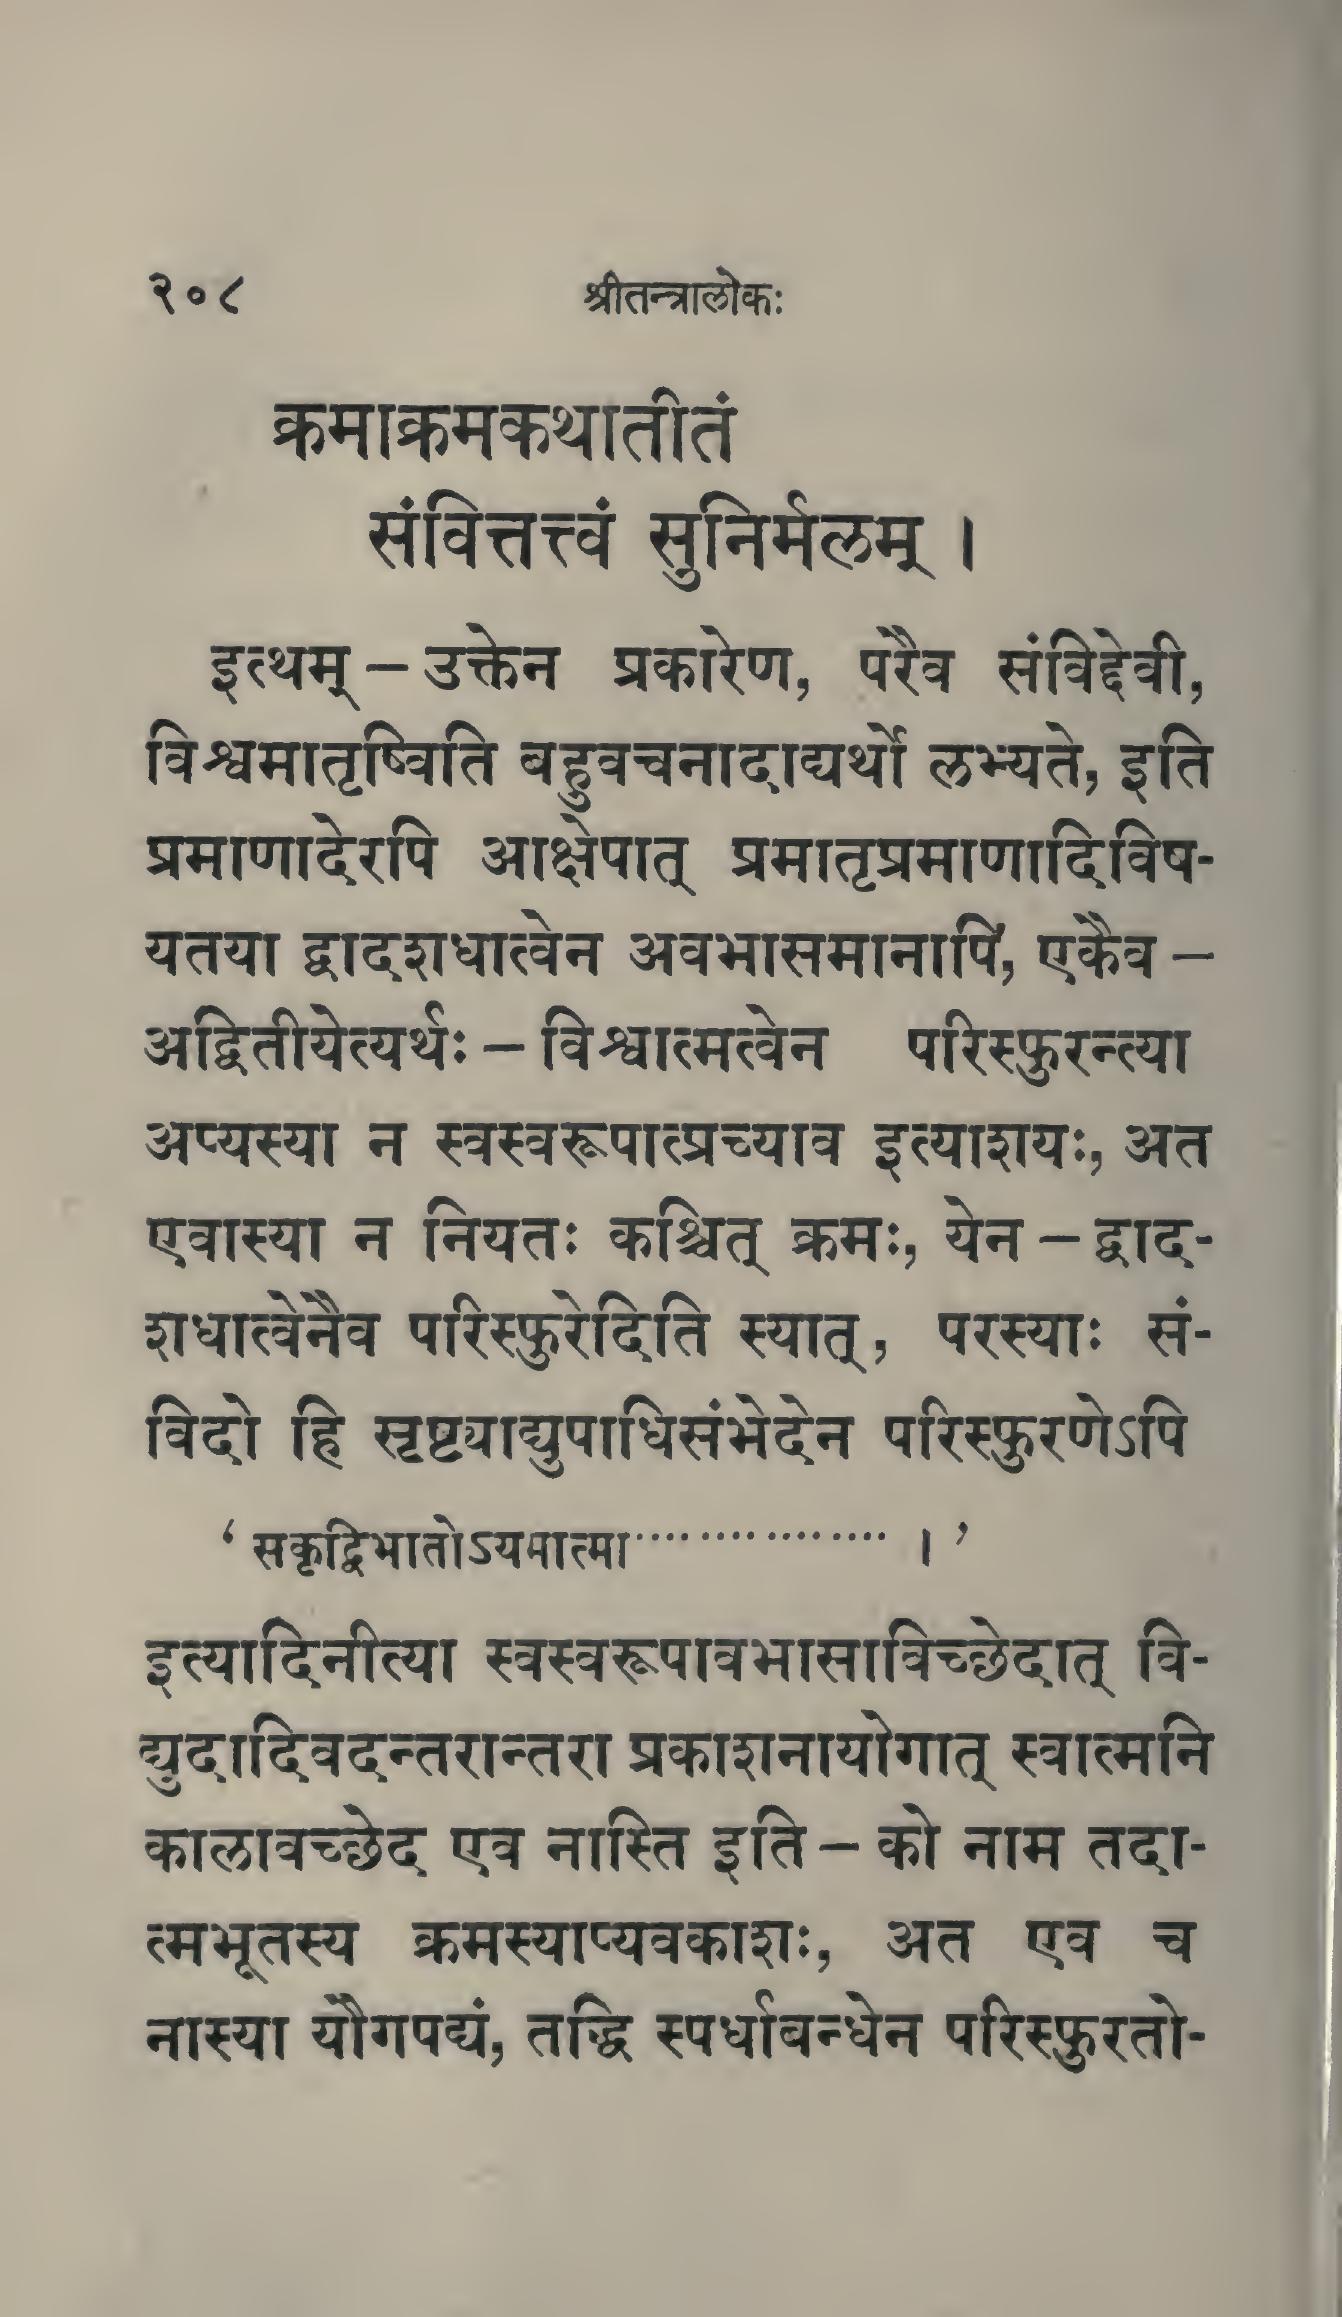 २०८ श्रीतन्त्रालोकः
क्रमाक्रमकथातीतं
संवित्तत्त्वं सुनिर्मलम् ।
इत्थम् – उक्तेन प्रकारेण, परैव संविद्देवी,
विश्वमातृष्विति बहुवचनादाद्यर्थो लभ्यते, इति
प्रमाणादेरपि आक्षेपात् प्रमातृप्रमाणादिविष-
यतया द्वादशधात्वेन अवभासमानापि, एकैव –
अद्वितीयेत्यर्थः – विश्वात्मत्वेन परिस्फुरन्त्या
अप्यस्या न स्वस्वरूपात्प्रच्याव इत्याशयः, अत
एवास्या न नियतः कश्चित् क्रमः, येन – द्वाद-
शधात्वेनैव परिस्फुरेदिति स्यात्, परस्याः सं-
विदो हि सृष्ट्याद्युपाधिसंभेदेन परिस्फुरणेऽपि
‘ सकृद्विभातोऽयमात्मा················ । ’
इत्यादिनीत्या स्वस्वरूपावभासाविच्छेदात् वि-
द्युदादिवदन्तरान्तरा प्रकाशनायोगात् स्वात्मनि
कालावच्छेद एव नास्ति इति – को नाम तदा-
त्मभूतस्य क्रमस्याप्यवकाशः, अत एव च
नास्या यौगपद्यं, तद्धि स्पर्धाबन्धेन परिस्फुरतो-